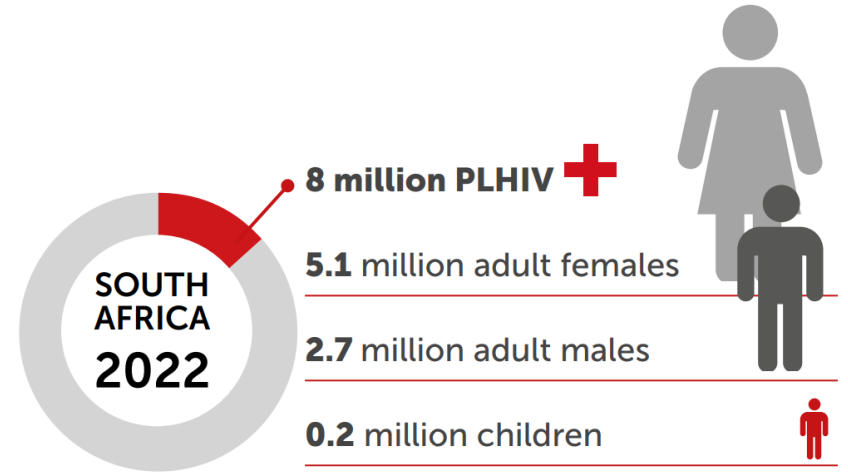 SOUTH
AFRICA
2022
8 million PLHIV
5.1 million adult females
2.7 million adult males
0.2 million children